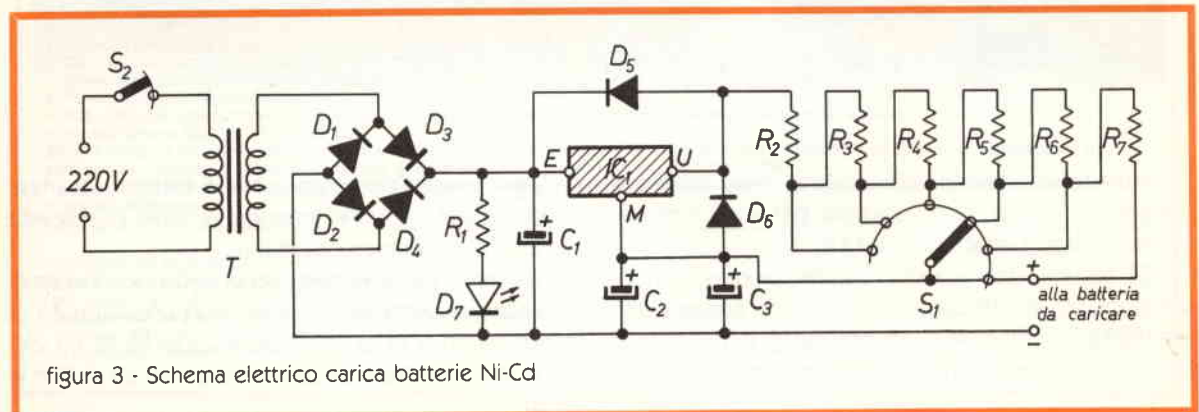 S2
220V
T
D1
D3
D2
D4
R1
D7
C1
E
IC1
U
M
D5
D6
C2
C3
R2
R3
R4
R5
R6
R7
S1
+
alla batteria
da caricare
−
figura 3 - Schema elettrico carica batterie Ni-Cd